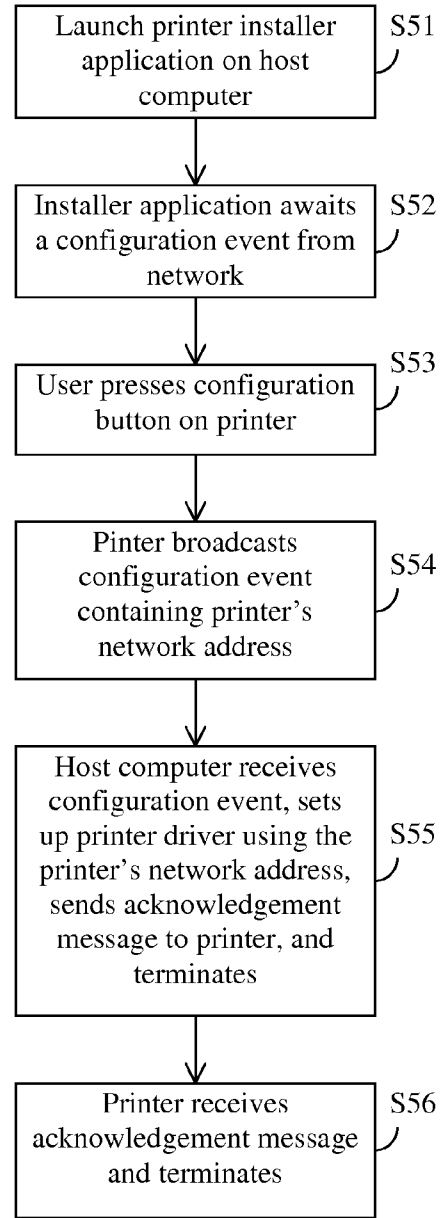 Launch printer installer
application on host
computer
S51
Installer application awaits
a configuration event from
network
S52
User presses configuration
button on printer
S53
Pinter broadcasts
configuration event
containing printer's
network address
S54
Host computer receives
configuration event, sets
up printer driver using the
printer's network address,
sends acknowledgement
message to printer, and
terminates
S55
Printer receives
acknowledgement message
and terminates
S56